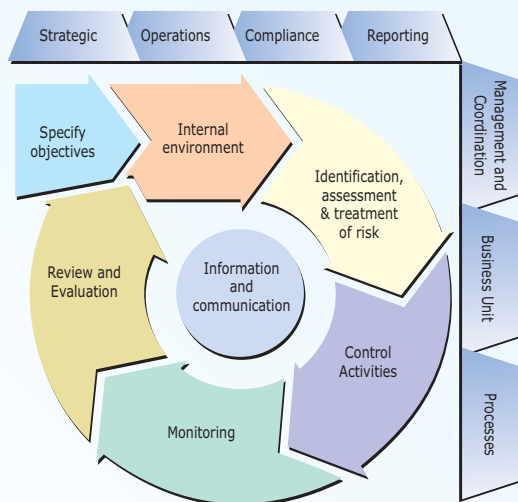 Strategic
Operations
Compliance
Reporting
Management and
Coordination
Business Unit
Processes
Specify
objectives
Internal
environment
Identification,
assessment
& treatment
of risk
Control
Activities
Monitoring
Review and
Evaluation
Information
and
communication